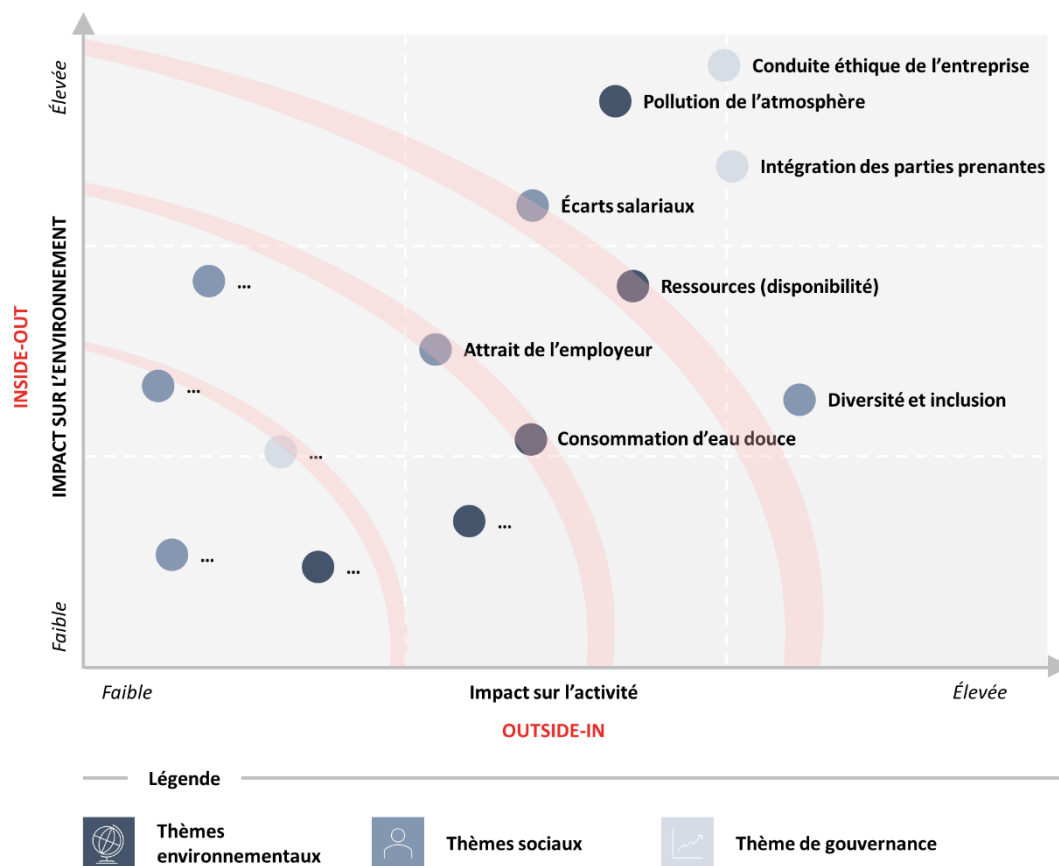 Élevée
Conduite éthique de l’entreprise
Pollution de l’atmosphère
Intégration des parties prenantes
Écarts salariaux
INSIDE-OUT
IMPACT SUR L’ENVIRONNEMENT
...
Ressources (disponibilité)
Attrait de l’employeur
...
Diversité et inclusion
Consommation d’eau douce
...
...
...
...
Faible
Faible
Impact sur l’activité
Élevée
OUTSIDE-IN
Légende
Thèmes
environnementaux
Thèmes sociaux
Thème de gouvernance